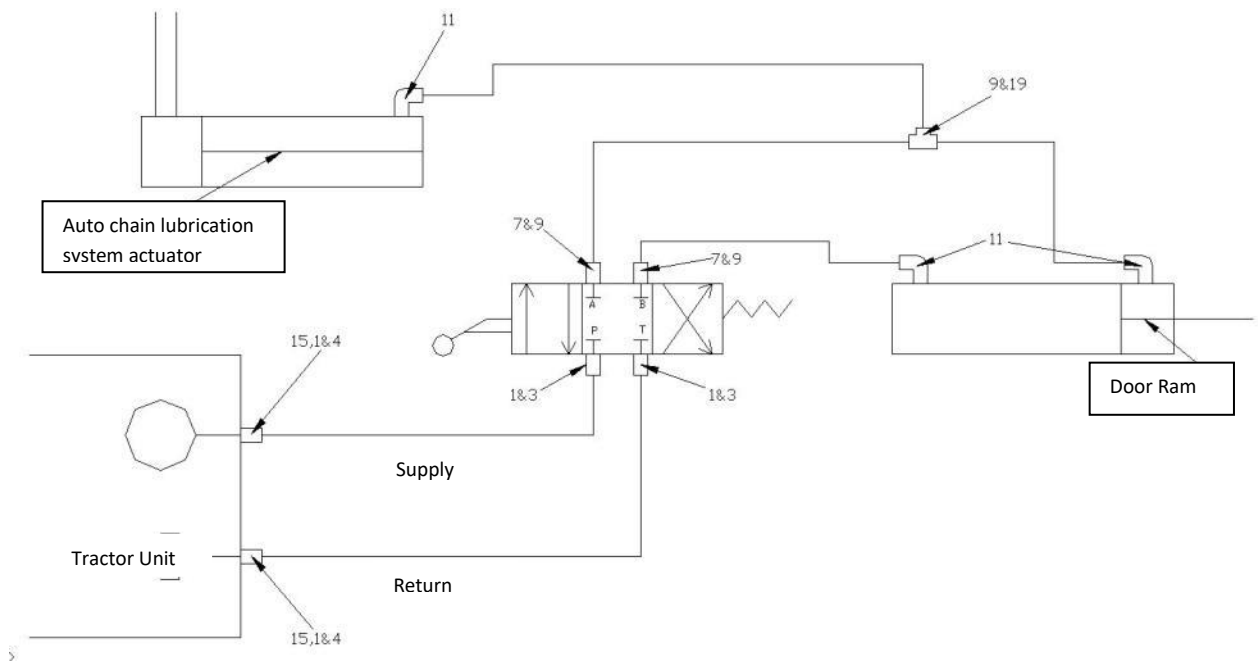 11
9&19
Auto chain lubrication
svstem actuator
7&9
7&9
11
A
B
P
T
15,1&4
1&3
1&3
Door Ram
Supply
Tractor Unit
Return
15,1&4
>